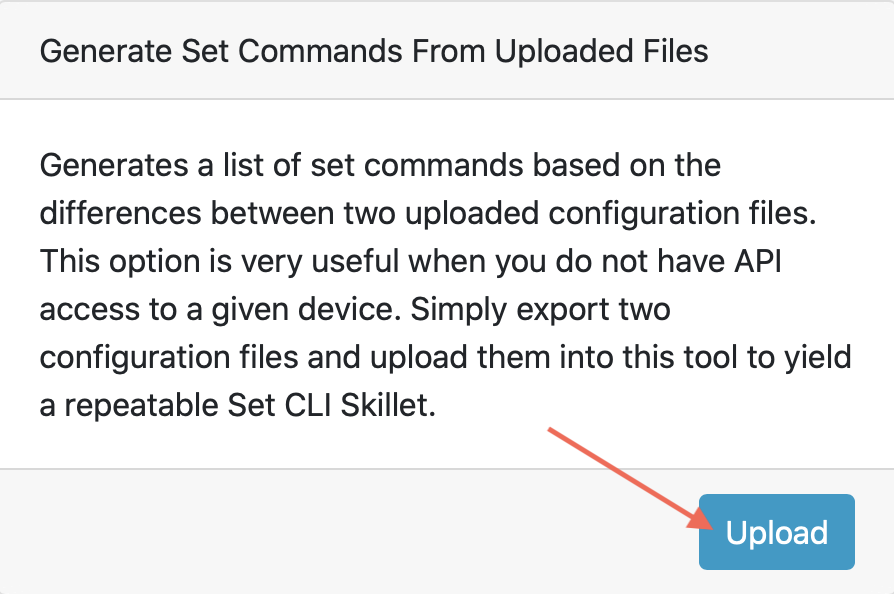 Generate Set Commands From Uploaded Files
Generates a list of set commands based on the
differences between two uploaded configuration files.
This option is very useful when you do not have API
access to a given device. Simply export two
configuration files and upload them into this tool to yield
a repeatable Set CLI Skillet.
Upload